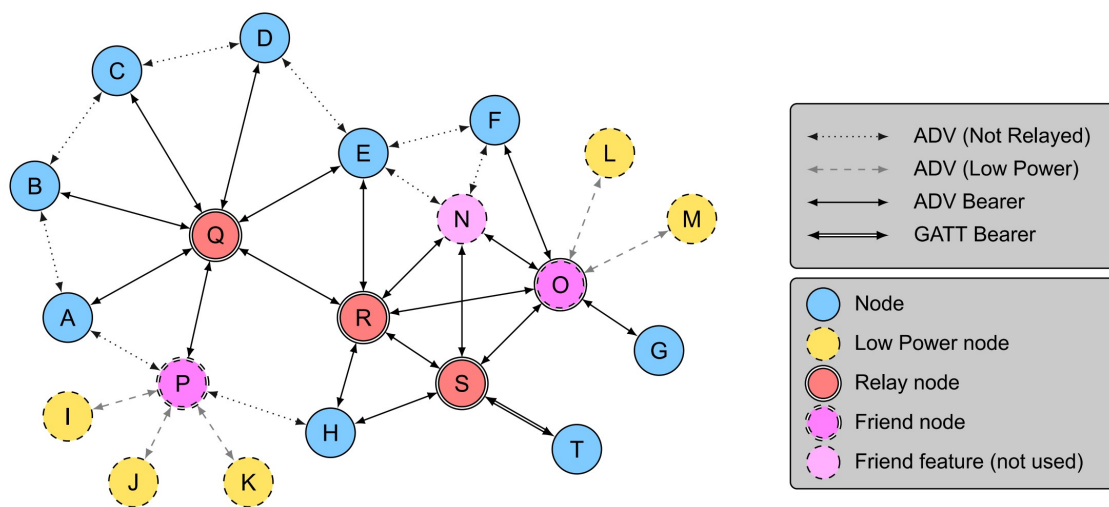 D
C
F
E
L
B
N
M
Q
O
A
R
G
P
S
I
H
T
J
K
ADV (Not Relayed)
ADV (Low Power)
ADV Bearer
GATT Bearer
Node
Low Power node
Relay node
Friend node
Friend feature (not used)